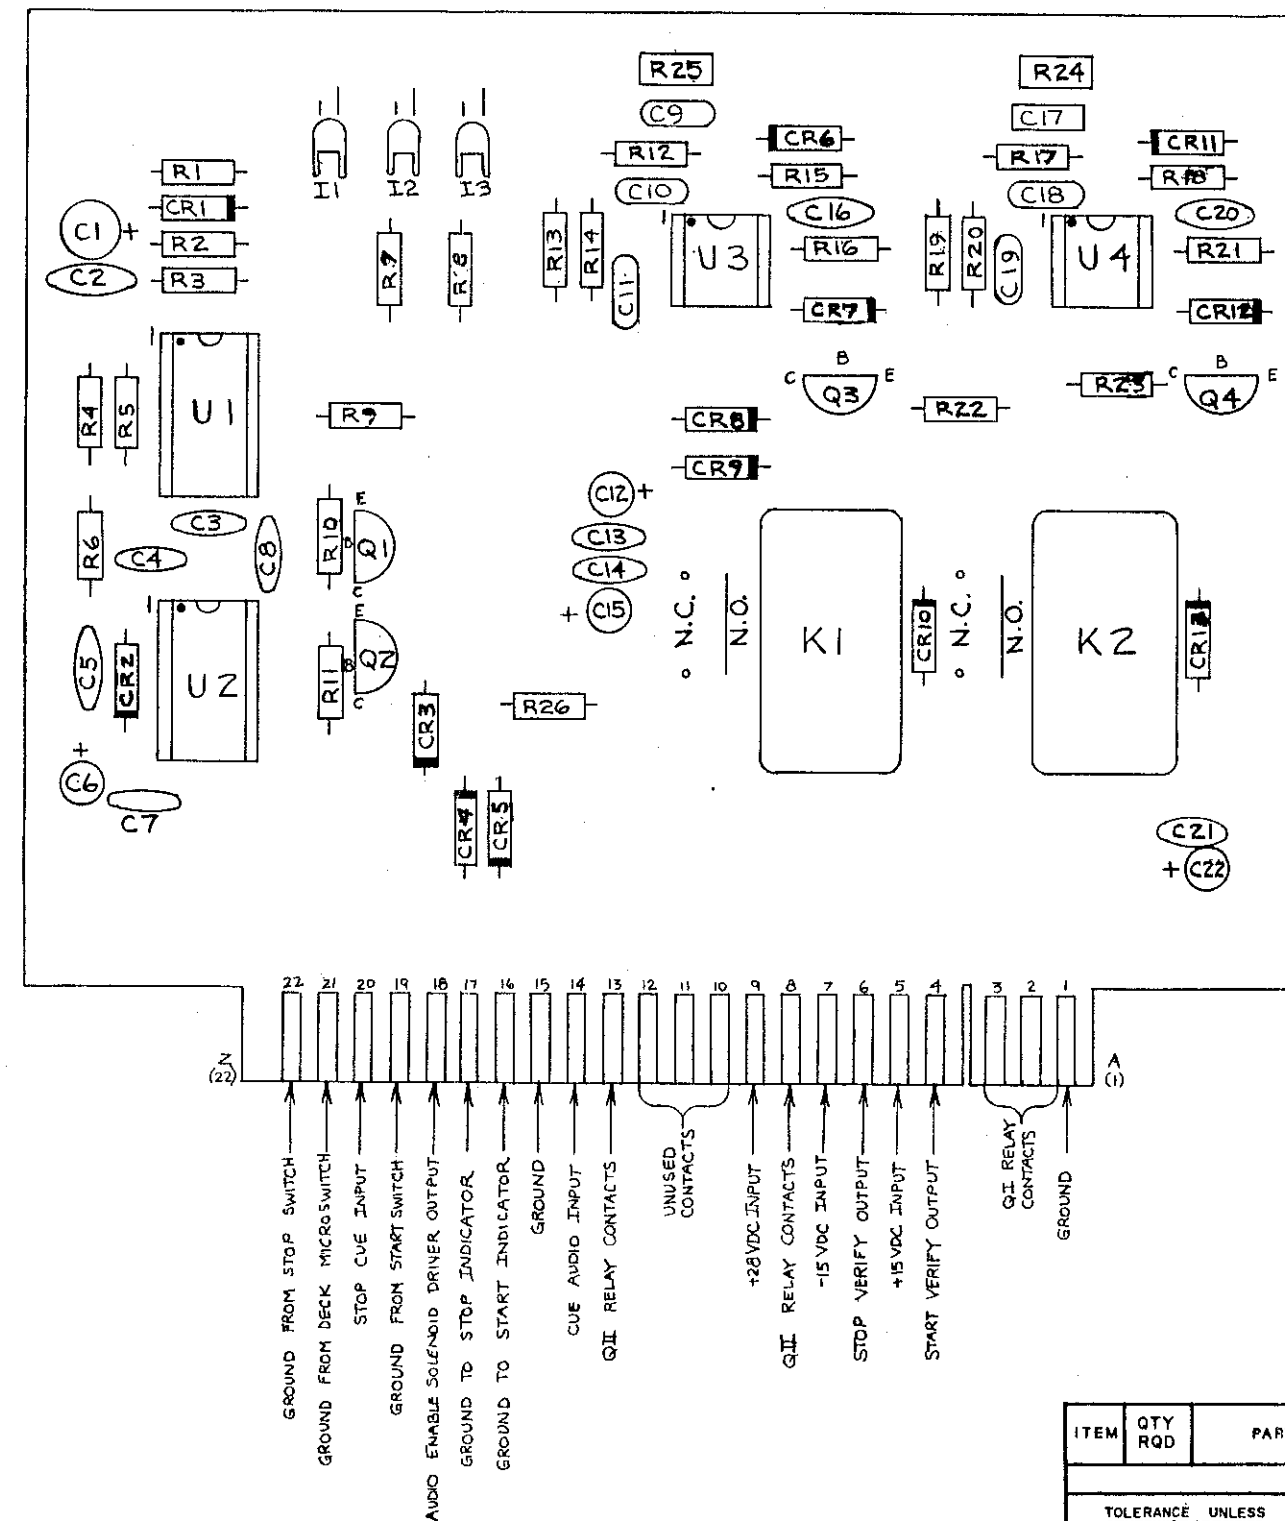 R25
R24
C9
C17
I1
I2
I3
R12
CR6
R17
CR11
R1
R15
R18
CR1
C10
C16
C18
C20
C1 +
R2
R13
R14
1
U3
R16
R19
R20
C19
1
U4
R21
C2
R3
R7
R8
C11
CR7
CR12
1
U1
R4
R5
R9
C B E
Q3
R22
R23
C B E
Q4
CR8
CR9
C12 +
R6
C3
C4
C8
R10
E
B
Q1
C
C13
C14
+ C15
N.C.
N.O.
K1
CR10
N.C.
N.O.
K2
CR13
1
U2
C5
CR2
R11
E
B
Q2
C
CR3
R26
+
C6
C7
CR4
1
CR5
C21
+ C22
22 21 20 19 18 17 16 15 14 13 12 11 10 9 8 7 6 5 4 3 2 1
Z
(22)
A
(1)
GROUND FROM STOP SWITCH
GROUND FROM DECK MICROSWITCH
STOP CUE INPUT
GROUND FROM START SWITCH
AUDIO ENABLE SOLENOID DRIVER OUTPUT
GROUND TO STOP INDICATOR
GROUND TO START INDICATOR
GROUND
CUE AUDIO INPUT
QII RELAY CONTACTS
UNUSED
CONTACTS
+28VDC INPUT
QII RELAY CONTACTS
-15VDC INPUT
STOP VERIFY OUTPUT
+15VDC INPUT
START VERIFY OUTPUT
QI RELAY
CONTACTS
GROUND
ITEM
QTY
RQD
PAR
TOLERANCE UNLESS